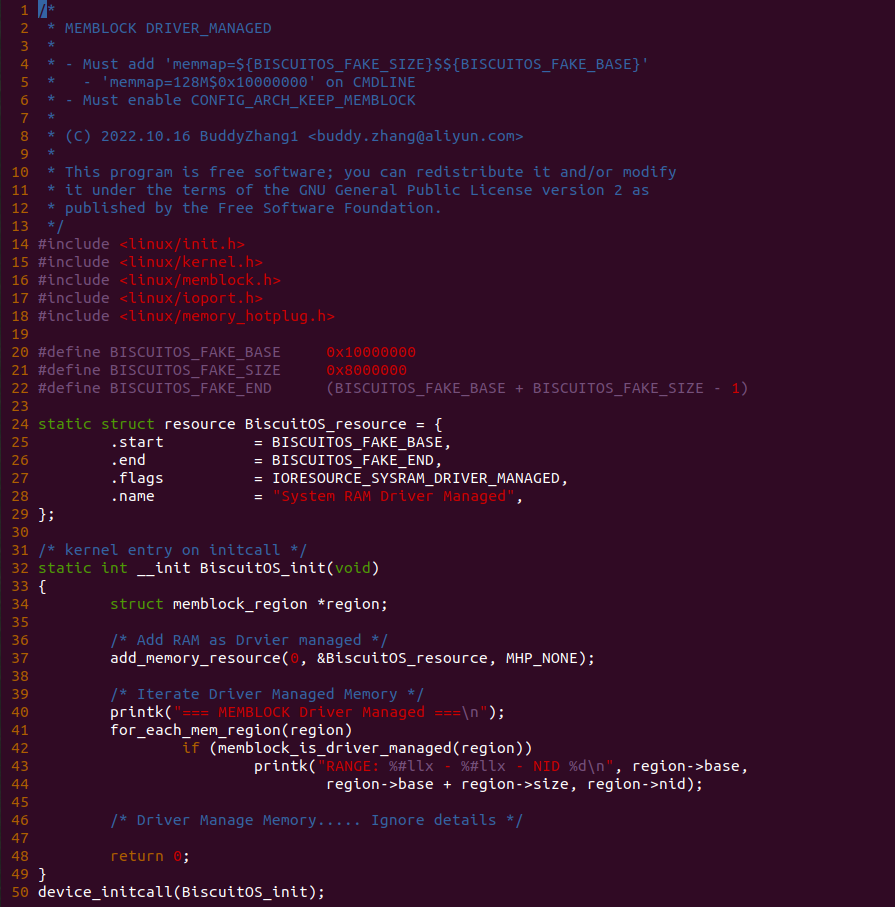 1 /*
2  * MEMBLOCK DRIVER_MANAGED
3  *
4  * - Must add 'memmap=${BISCUITOS_FAKE_SIZE}$${BISCUITOS_FAKE_BASE}'
5  *   - 'memmap=128M$0x10000000' on CMDLINE
6  * - Must enable CONFIG_ARCH_KEEP_MEMBLOCK
7  *
8  * (C) 2022.10.16 BuddyZhang1 <buddy.zhang@aliyun.com>
9  *
10  * This program is free software; you can redistribute it and/or modify
11  * it under the terms of the GNU General Public License version 2 as
12  * published by the Free Software Foundation.
13  */
14 #include <linux/init.h>
15 #include <linux/kernel.h>
16 #include <linux/memblock.h>
17 #include <linux/ioport.h>
18 #include <linux/memory_hotplug.h>
19
20 #define BISCUITOS_FAKE_BASE     0x10000000
21 #define BISCUITOS_FAKE_SIZE     0x8000000
22 #define BISCUITOS_FAKE_END      (BISCUITOS_FAKE_BASE + BISCUITOS_FAKE_SIZE - 1)
23
24 static struct resource BiscuitOS_resource = {
25         .start          = BISCUITOS_FAKE_BASE,
26         .end            = BISCUITOS_FAKE_END,
27         .flags          = IORESOURCE_SYSRAM_DRIVER_MANAGED,
28         .name           = "System RAM Driver Managed",
29 };
30
31 /* kernel entry on initcall */
32 static int __init BiscuitOS_init(void)
33 {
34         struct memblock_region *region;
35
36         /* Add RAM as Drvier managed */
37         add_memory_resource(0, &BiscuitOS_resource, MHP_NONE);
38
39         /* Iterate Driver Managed Memory */
40         printk("=== MEMBLOCK Driver Managed ===\n");
41         for_each_mem_region(region)
42                 if (memblock_is_driver_managed(region))
43                         printk("RANGE: %#llx - %#llx - NID %d\n", region->base,
44                                 region->base + region->size, region->nid);
45
46         /* Driver Manage Memory..... Ignore details */
47
48         return 0;
49 }
50 device_initcall(BiscuitOS_init);